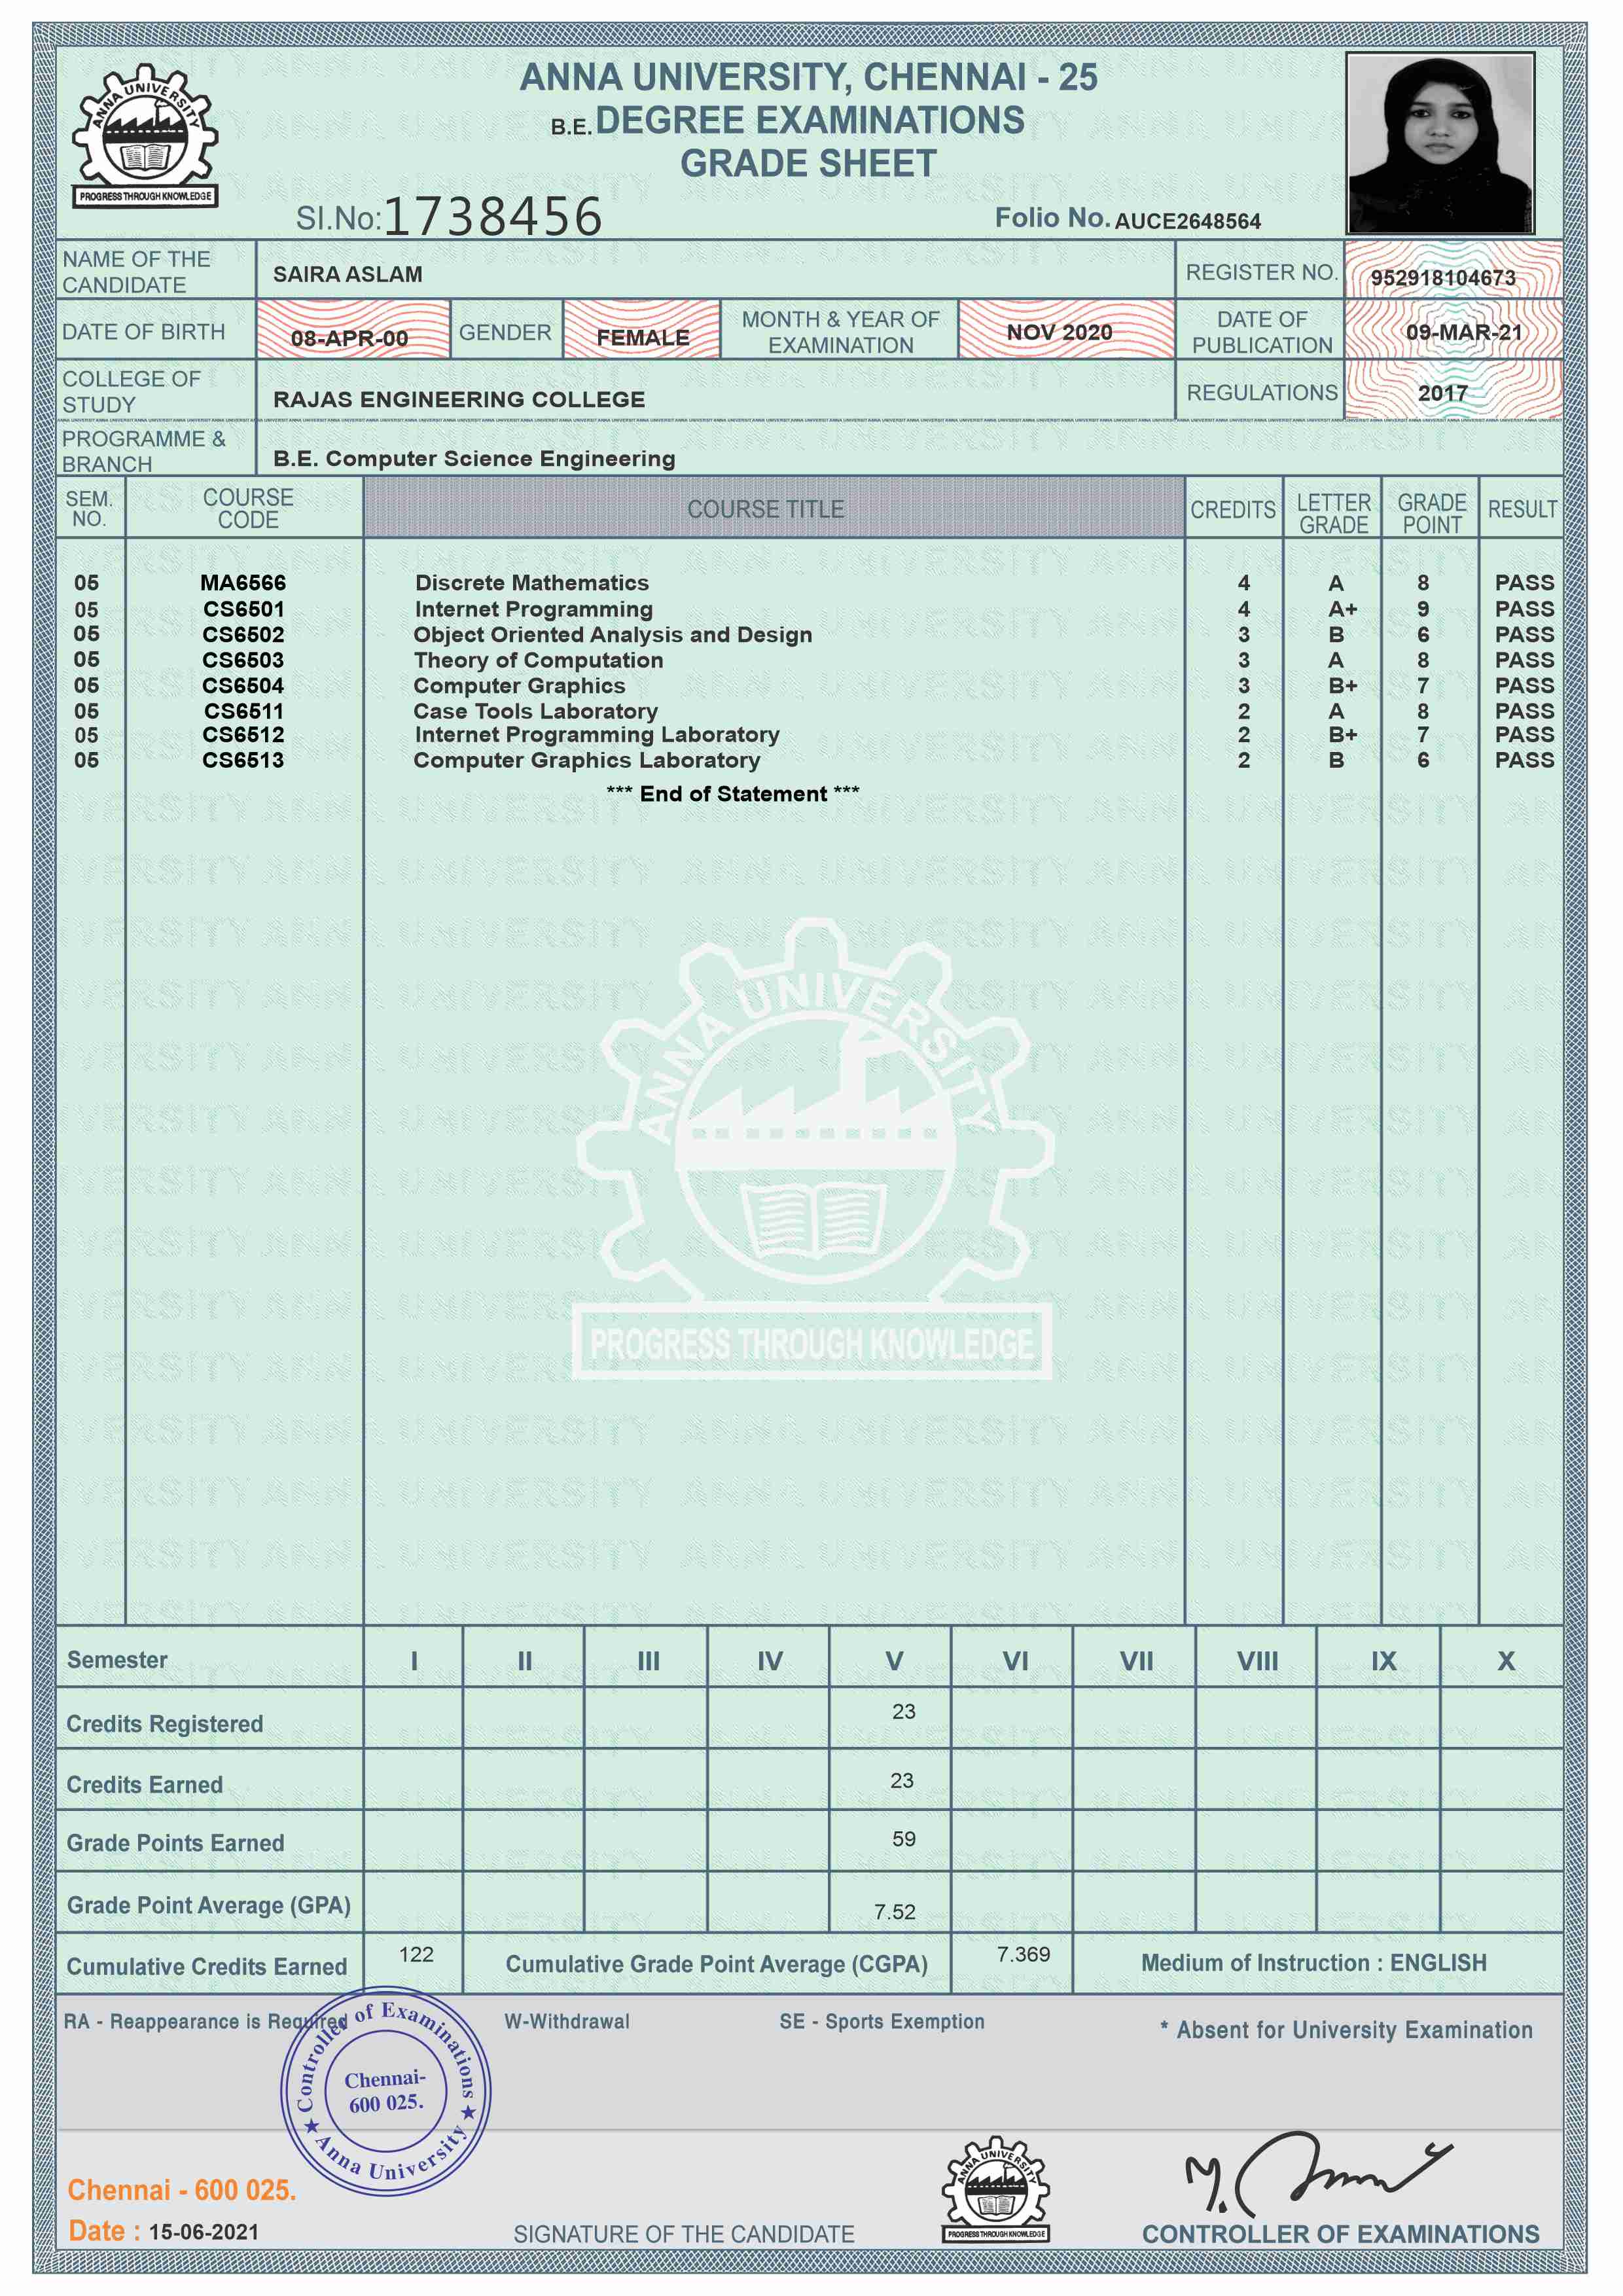 ANNA UNIVERSITY
PROGRESS THROUGH KNOWLEDGE
ANNA UNIVERSITY, CHENNAI - 25
B.E. DEGREE EXAMINATIONS
GRADE SHEET
SI.No: 1738456
Folio No. AUCE2648564
NAME OF THE CANDIDATE SAIRA ASLAM REGISTER NO. 952918104673
DATE OF BIRTH 08-APR-00 GENDER FEMALE MONTH & YEAR OF EXAMINATION NOV 2020 DATE OF PUBLICATION 09-MAR-21
COLLEGE OF STUDY RAJAS ENGINEERING COLLEGE REGULATIONS 2017
PROGRAMME & BRANCH B.E. Computer Science Engineering
SEM. NO. COURSE CODE COURSE TITLE CREDITS LETTER GRADE GRADE POINT RESULT
05 MA6566 Discrete Mathematics 4 A 8 PASS
05 CS6501 Internet Programming 4 A+ 9 PASS
05 CS6502 Object Oriented Analysis and Design 3 B 6 PASS
05 CS6503 Theory of Computation 3 A 8 PASS
05 CS6504 Computer Graphics 3 B+ 7 PASS
05 CS6511 Case Tools Laboratory 2 A 8 PASS
05 CS6512 Internet Programming Laboratory 2 B+ 7 PASS
05 CS6513 Computer Graphics Laboratory 2 B 6 PASS
*** End of Statement ***
ANNA UNIVERSITY
PROGRESS THROUGH KNOWLEDGE
Semester I II III IV V VI VII VIII IX X
Credits Registered 23
Credits Earned 23
Grade Points Earned 59
Grade Point Average (GPA) 7.52
Cumulative Credits Earned 122 Cumulative Grade Point Average (CGPA) 7.369 Medium of Instruction : ENGLISH
RA - Reappearance is Required W-Withdrawal SE - Sports Exemption * Absent for University Examination
Controller of Examinations
Chennai-
600 025.
★ Anna University ★
Chennai - 600 025.
Date : 15-06-2021
SIGNATURE OF THE CANDIDATE
ANNA UNIVERSITY
PROGRESS THROUGH KNOWLEDGE
CONTROLLER OF EXAMINATIONS